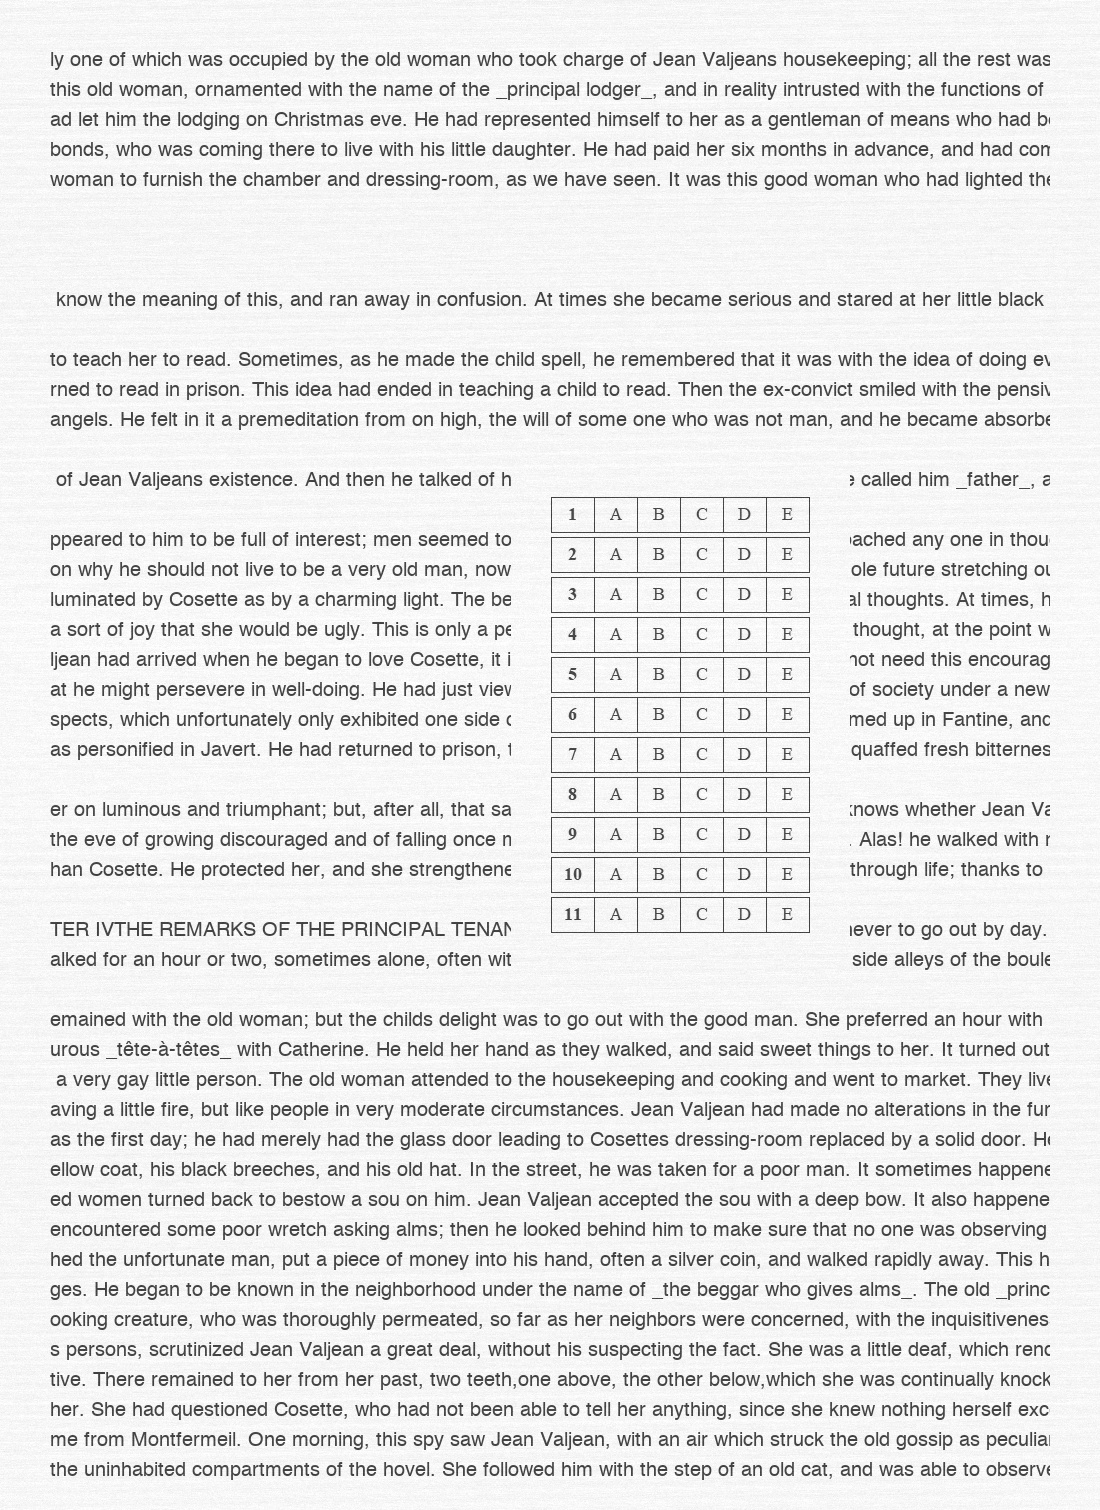 ly one of which was occupied by the old woman who took charge of Jean Valjeans housekeeping; all the rest was
this old woman, ornamented with the name of the _principal lodger_, and in reality intrusted with the functions of
ad let him the lodging on Christmas eve. He had represented himself to her as a gentleman of means who had be
bonds, who was coming there to live with his little daughter. He had paid her six months in advance, and had com
woman to furnish the chamber and dressing-room, as we have seen. It was this good woman who had lighted the
know the meaning of this, and ran away in confusion. At times she became serious and stared at her little black
to teach her to read. Sometimes, as he made the child spell, he remembered that it was with the idea of doing ev
rned to read in prison. This idea had ended in teaching a child to read. Then the ex-convict smiled with the pensiv
angels. He felt in it a premeditation from on high, the will of some one who was not man, and he became absorbe
of Jean Valjeans existence. And then he talked of h e called him _father_, a
ppeared to him to be full of interest; men seemed to ached any one in thou
on why he should not live to be a very old man, now ole future stretching ou
luminated by Cosette as by a charming light. The be al thoughts. At times, h
a sort of joy that she would be ugly. This is only a pe thought, at the point w
ljean had arrived when he began to love Cosette, it i not need this encourag
at he might persevere in well-doing. He had just view of society under a new
spects, which unfortunately only exhibited one side o med up in Fantine, and
as personified in Javert. He had returned to prison, t quaffed fresh bitternes
er on luminous and triumphant; but, after all, that sa knows whether Jean Va
the eve of growing discouraged and of falling once m . Alas! he walked with
han Cosette. He protected her, and she strengthene through life; thanks to
TER IVTHE REMARKS OF THE PRINCIPAL TENAN never to go out by day.
alked for an hour or two, sometimes alone, often wit side alleys of the boule
1 A B C D E
2 A B C D E
3 A B C D E
4 A B C D E
5 A B C D E
6 A B C D E
7 A B C D E
8 A B C D E
9 A B C D E
10 A B C D E
11 A B C D E
emained with the old woman; but the childs delight was to go out with the good man. She preferred an hour with
urous _tête-à-têtes_ with Catherine. He held her hand as they walked, and said sweet things to her. It turned out
a very gay little person. The old woman attended to the housekeeping and cooking and went to market. They live
aving a little fire, but like people in very moderate circumstances. Jean Valjean had made no alterations in the fur
as the first day; he had merely had the glass door leading to Cosettes dressing-room replaced by a solid door. He
ellow coat, his black breeches, and his old hat. In the street, he was taken for a poor man. It sometimes happene
ed women turned back to bestow a sou on him. Jean Valjean accepted the sou with a deep bow. It also happene
encountered some poor wretch asking alms; then he looked behind him to make sure that no one was observing
hed the unfortunate man, put a piece of money into his hand, often a silver coin, and walked rapidly away. This h
ges. He began to be known in the neighborhood under the name of _the beggar who gives alms_. The old _princ
ooking creature, who was thoroughly permeated, so far as her neighbors were concerned, with the inquisitivenes
s persons, scrutinized Jean Valjean a great deal, without his suspecting the fact. She was a little deaf, which rend
tive. There remained to her from her past, two teeth,one above, the other below,which she was continually knock
her. She had questioned Cosette, who had not been able to tell her anything, since she knew nothing herself exc
me from Montfermeil. One morning, this spy saw Jean Valjean, with an air which struck the old gossip as peculiar
the uninhabited compartments of the hovel. She followed him with the step of an old cat, and was able to observe